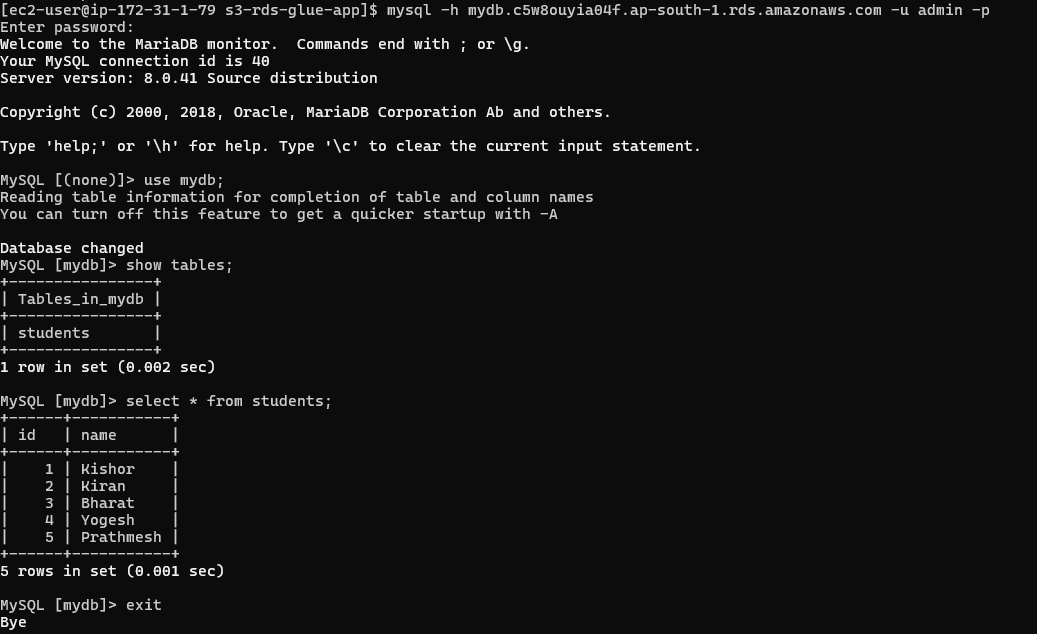 [ec2-user@ip-172-31-1-79 s3-rds-glue-app]$ mysql -h mydb.c5w8ouyia04f.ap-south-1.rds.amazonaws.com -u admin -p
Enter password:
Welcome to the MariaDB monitor.  Commands end with ; or \g.
Your MySQL connection id is 40
Server version: 8.0.41 Source distribution

Copyright (c) 2000, 2018, Oracle, MariaDB Corporation Ab and others.

Type 'help;' or '\h' for help. Type '\c' to clear the current input statement.

MySQL [(none)]> use mydb;
Reading table information for completion of table and column names
You can turn off this feature to get a quicker startup with -A

Database changed
MySQL [mydb]> show tables;
+----------------+
| Tables_in_mydb |
+----------------+
| students       |
+----------------+
1 row in set (0.002 sec)

MySQL [mydb]> select * from students;
+------+-----------+
| id   | name      |
+------+-----------+
|    1 | Kishor    |
|    2 | Kiran     |
|    3 | Bharat    |
|    4 | Yogesh    |
|    5 | Prathmesh |
+------+-----------+
5 rows in set (0.001 sec)

MySQL [mydb]> exit
Bye